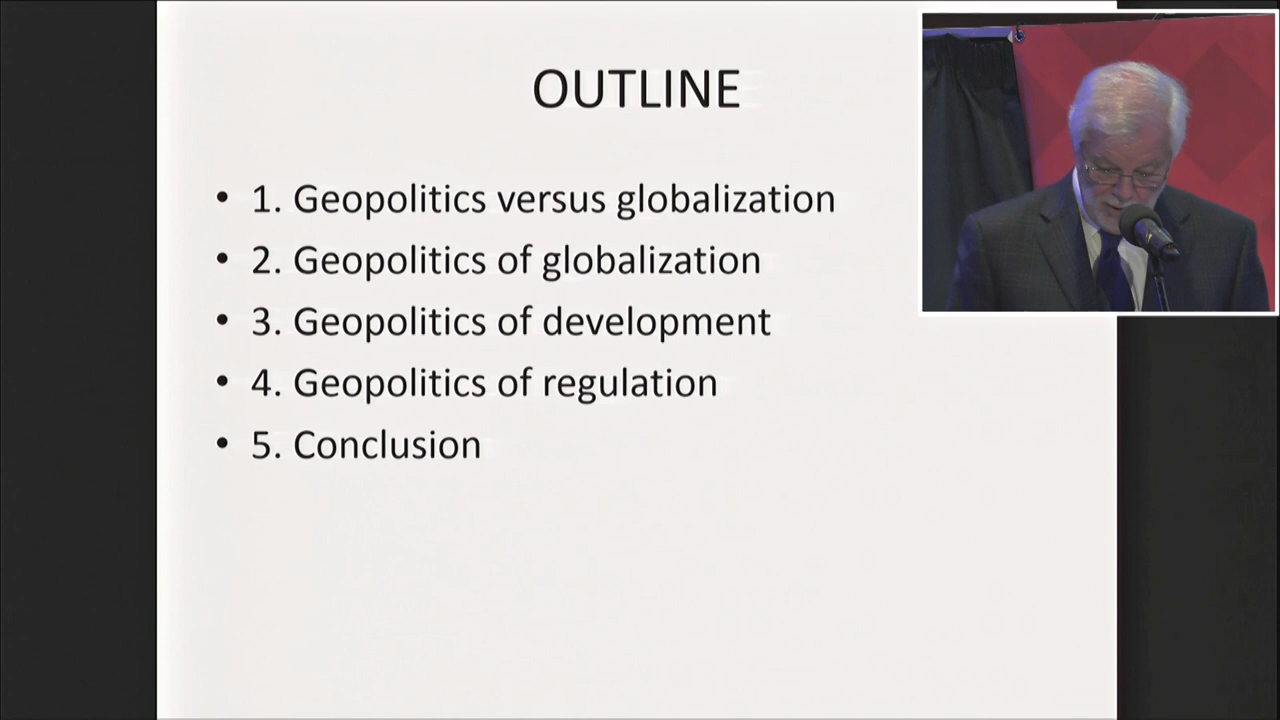 OUTLINE
• 1. Geopolitics versus globalization
• 2. Geopolitics of globalization
• 3. Geopolitics of development
• 4. Geopolitics of regulation
• 5. Conclusion